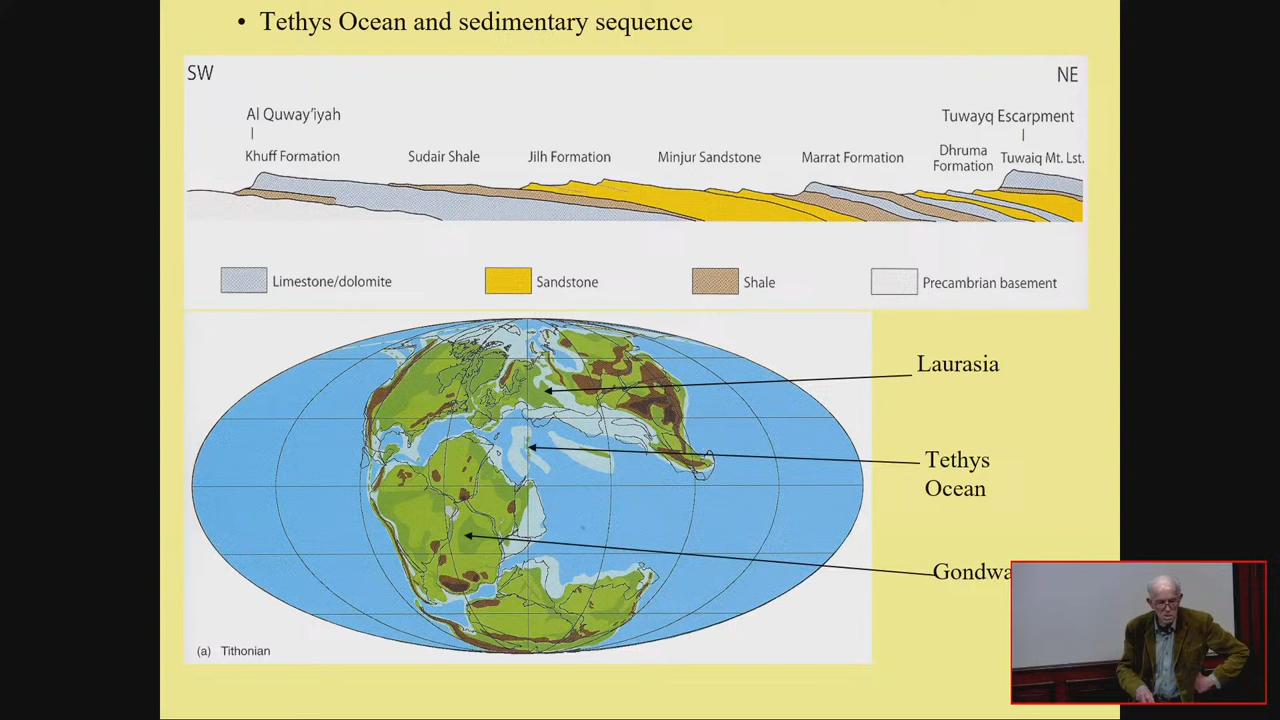 • Tethys Ocean and sedimentary sequence
SW
NE
Al Quway'iyah
Tuwayq Escarpment
Khuff Formation
Sudair Shale
Jilh Formation
Minjur Sandstone
Marrat Formation
Dhruma
Formation
Tuwaiq Mt. Lst.
Limestone/dolomite
Sandstone
Shale
Precambrian basement
Laurasia
Tethys
Ocean
Gondwa
(a) Tithonian